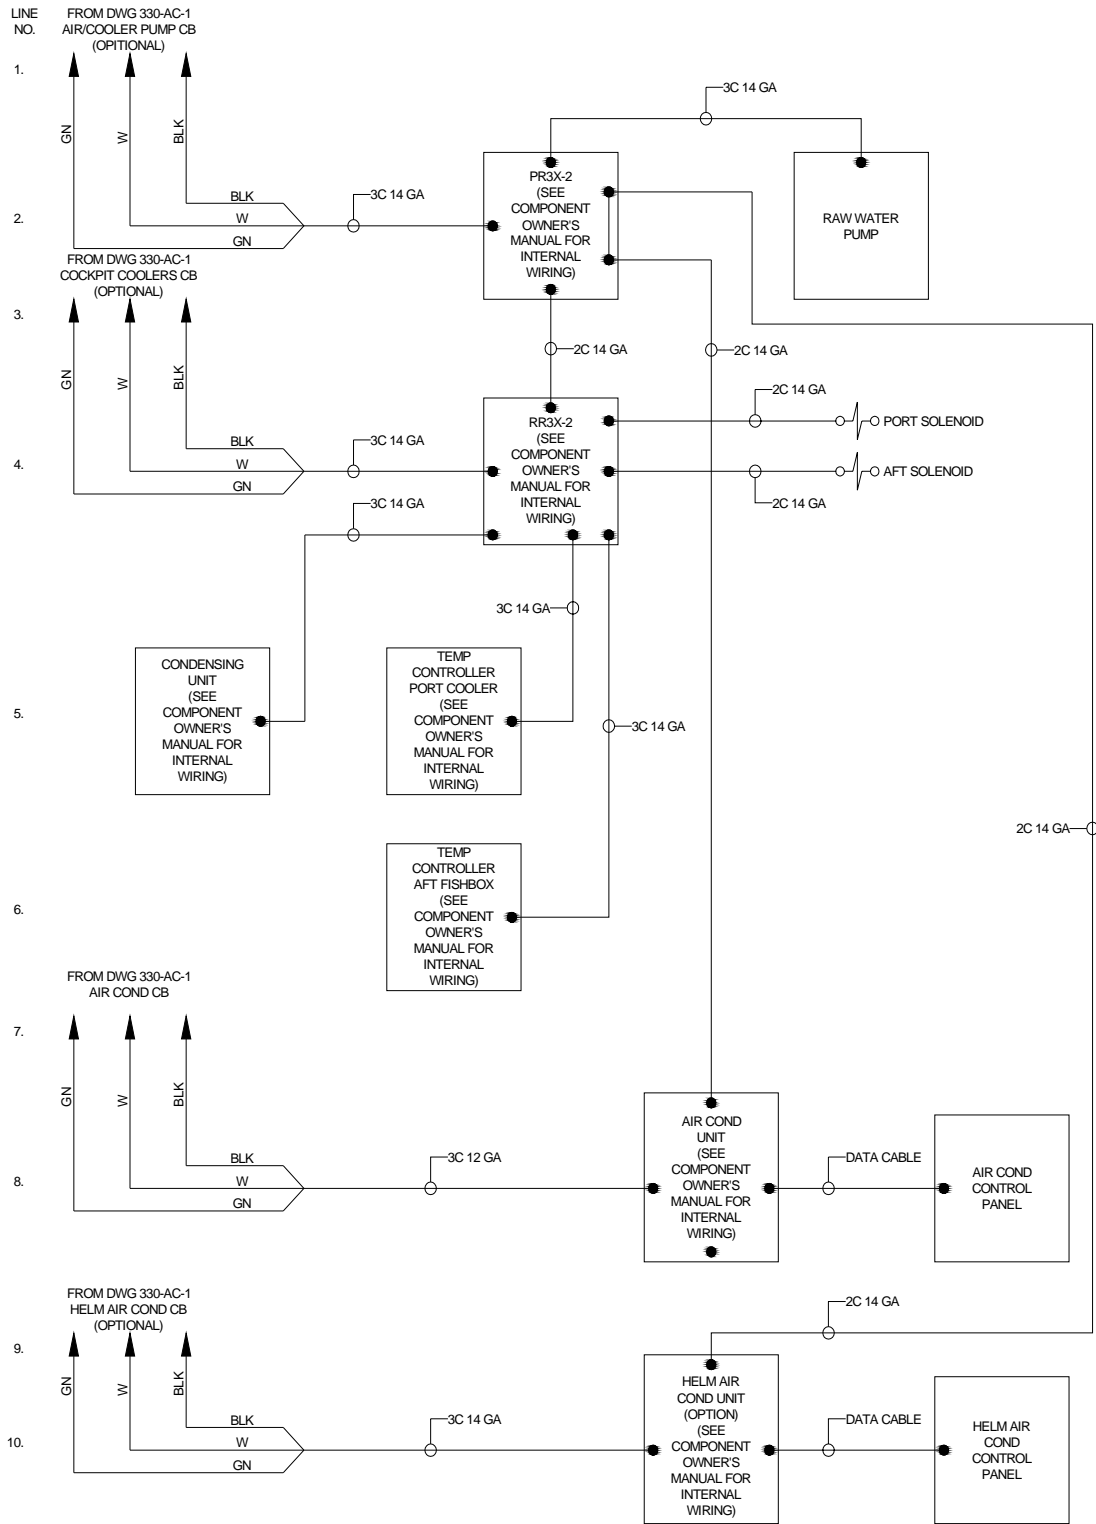 LINE
NO.
FROM DWG 330-AC-1
AIR/COOLER PUMP CB
(OPITIONAL)
1.
GN
W
BLK
3C 14 GA
PR3X-2
(SEE
COMPONENT
OWNER'S
MANUAL FOR
INTERNAL
WIRING)
RAW WATER
PUMP
2.
BLK
W
GN
3C 14 GA
FROM DWG 330-AC-1
COCKPIT COOLERS CB
(OPTIONAL)
3.
GN
W
BLK
2C 14 GA
2C 14 GA
2C 14 GA
PORT SOLENOID
RR3X-2
(SEE
COMPONENT
OWNER'S
MANUAL FOR
INTERNAL
WIRING)
4.
BLK
W
GN
3C 14 GA
AFT SOLENOID
2C 14 GA
3C 14 GA
3C 14 GA
5.
CONDENSING
UNIT
(SEE
COMPONENT
OWNER'S
MANUAL FOR
INTERNAL
WIRING)
TEMP
CONTROLLER
PORT COOLER
(SEE
COMPONENT
OWNER'S
MANUAL FOR
INTERNAL
WIRING)
3C 14 GA
2C 14 GA
6.
TEMP
CONTROLLER
AFT FISHBOX
(SEE
COMPONENT
OWNER'S
MANUAL FOR
INTERNAL
WIRING)
FROM DWG 330-AC-1
AIR COND CB
7.
GN
W
BLK
8.
BLK
W
GN
3C 12 GA
AIR COND
UNIT
(SEE
COMPONENT
OWNER'S
MANUAL FOR
INTERNAL
WIRING)
DATA CABLE
AIR COND
CONTROL
PANEL
FROM DWG 330-AC-1
HELM AIR COND CB
(OPTIONAL)
2C 14 GA
9.
GN
W
BLK
10.
BLK
W
GN
3C 14 GA
HELM AIR
COND UNIT
(OPTION)
(SEE
COMPONENT
OWNER'S
MANUAL FOR
INTERNAL
WIRING)
DATA CABLE
HELM AIR
COND
CONTROL
PANEL